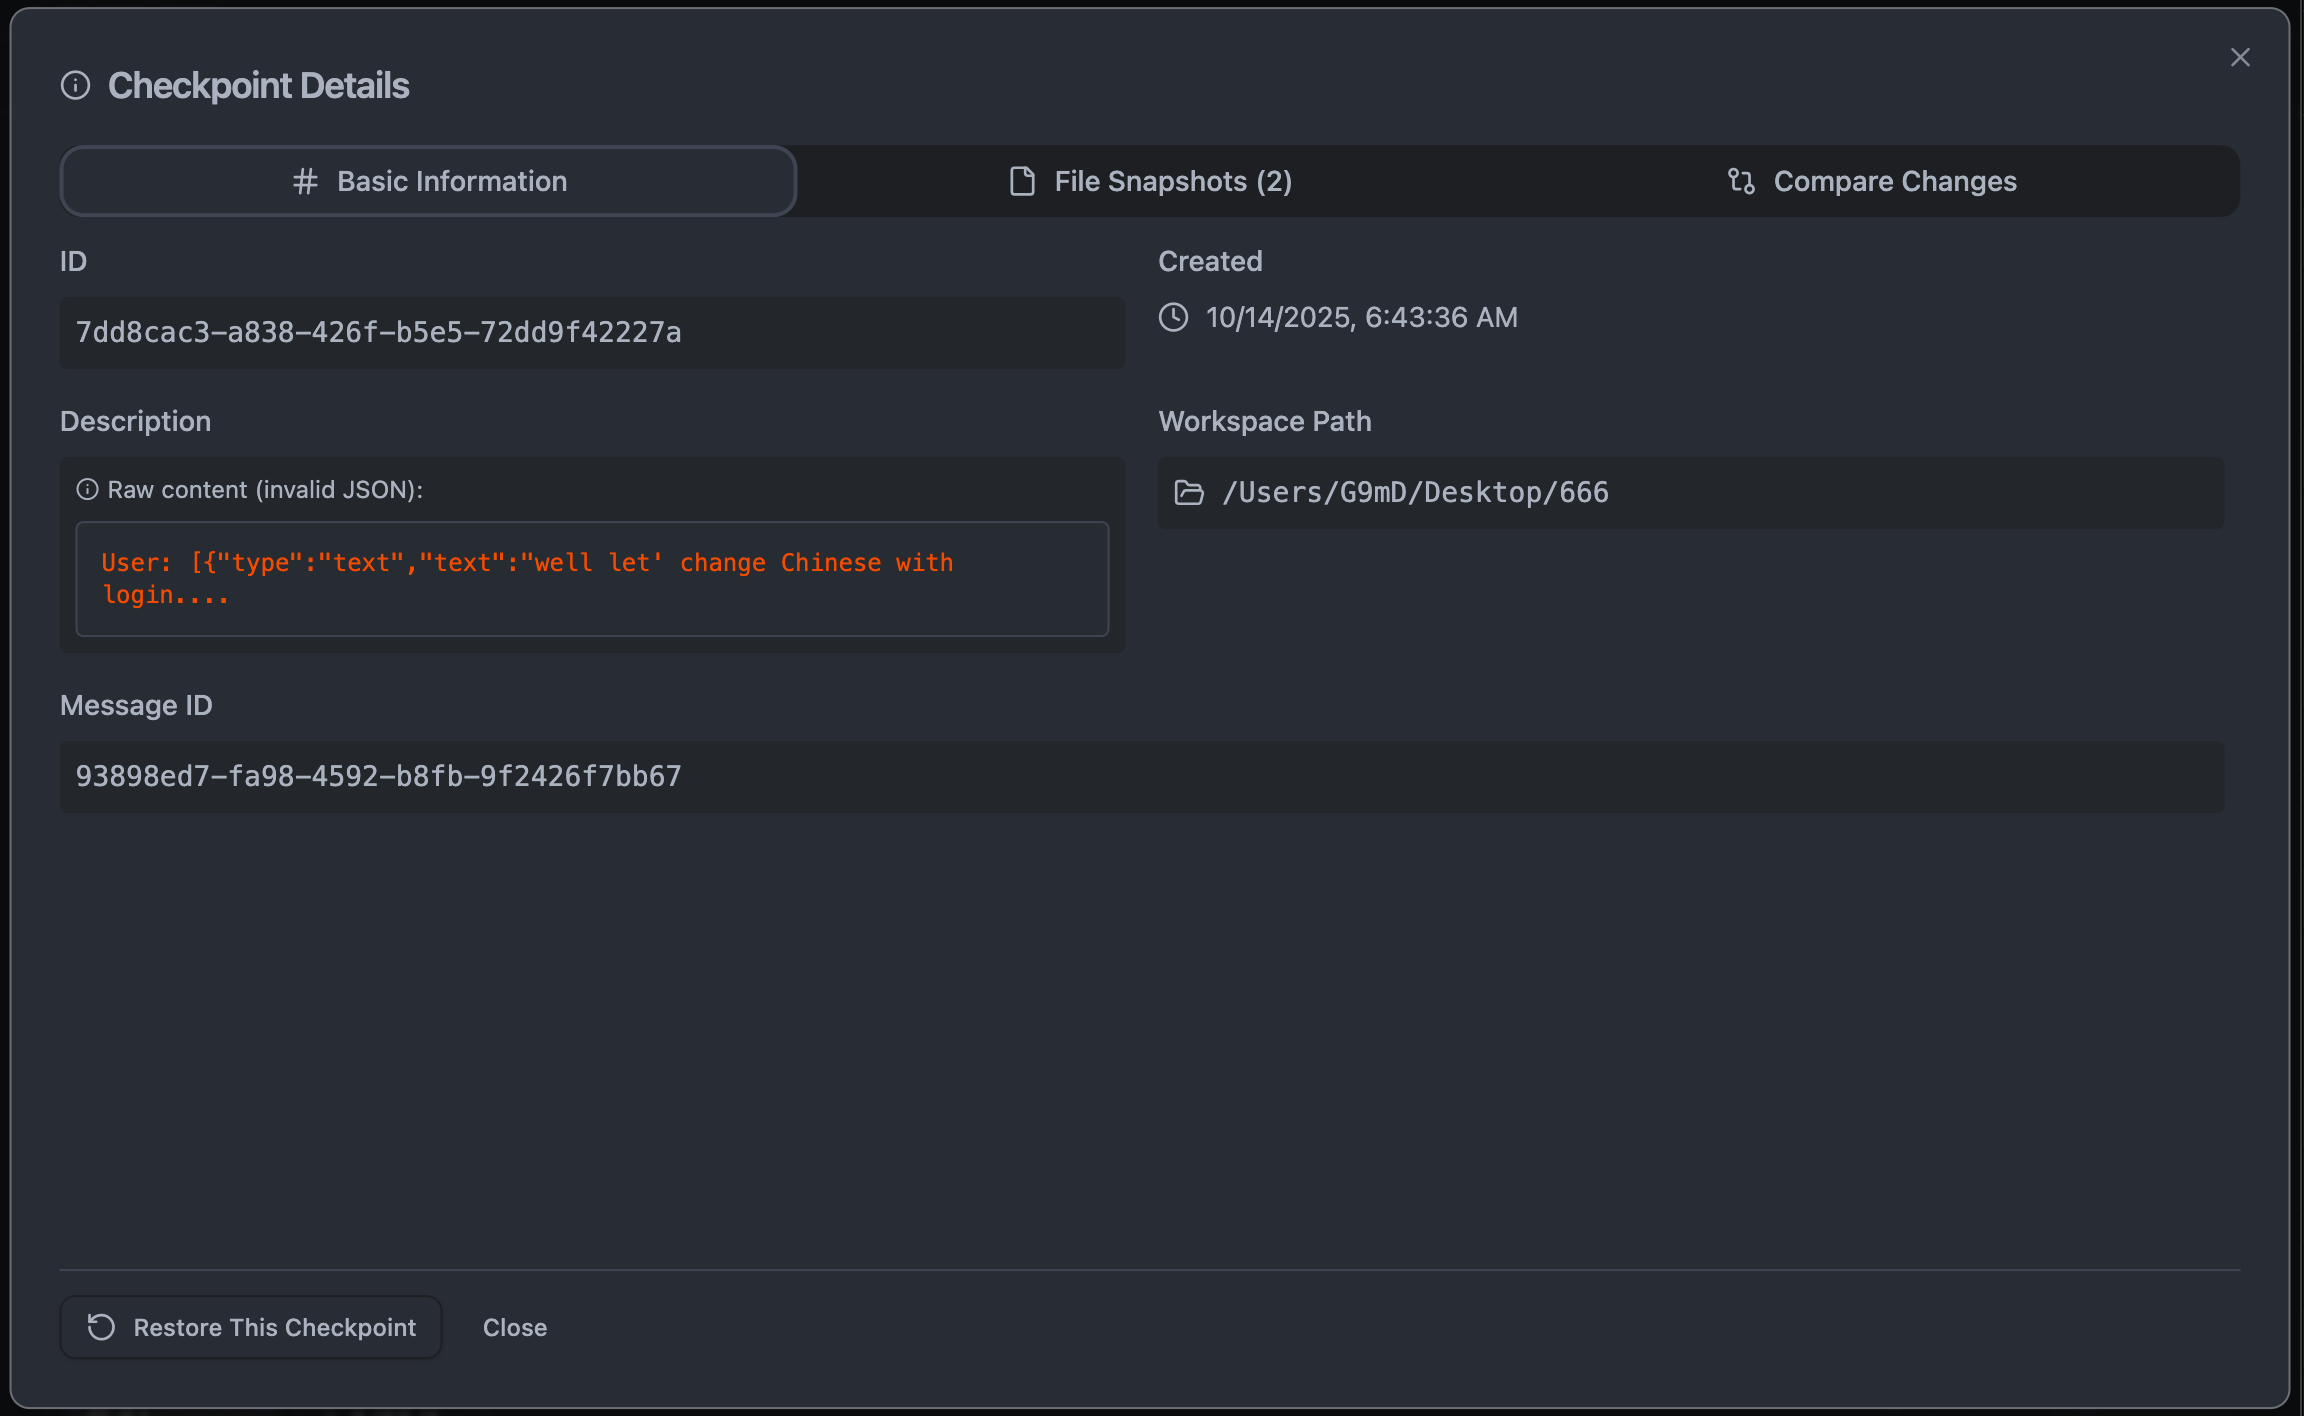 Checkpoint Details
Basic Information
File Snapshots (2)
Compare Changes
ID
7dd8cac3-a838-426f-b5e5-72dd9f42227a
Created
10/14/2025, 6:43:36 AM
Description
Raw content (invalid JSON):
User: [{"type":"text","text":"well let' change Chinese with
login....
Workspace Path
/Users/G9mD/Desktop/666
Message ID
93898ed7-fa98-4592-b8fb-9f2426f7bb67
Restore This Checkpoint
Close